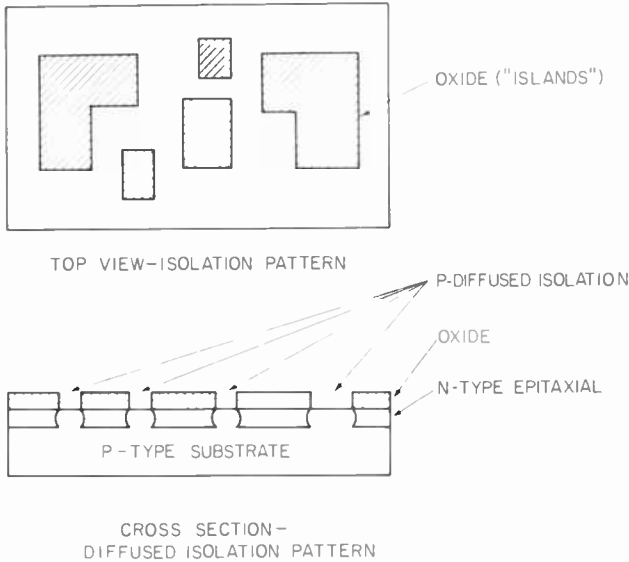 OXIDE ("ISLANDS")
TOP VIEW-ISOLATION PATTERN
P-DIFFUSED ISOLATION
OXIDE
N-TYPE EPITAXIAL
P-TYPE SUBSTRATE
CROSS SECTION-
DIFFUSED ISOLATION PATTERN